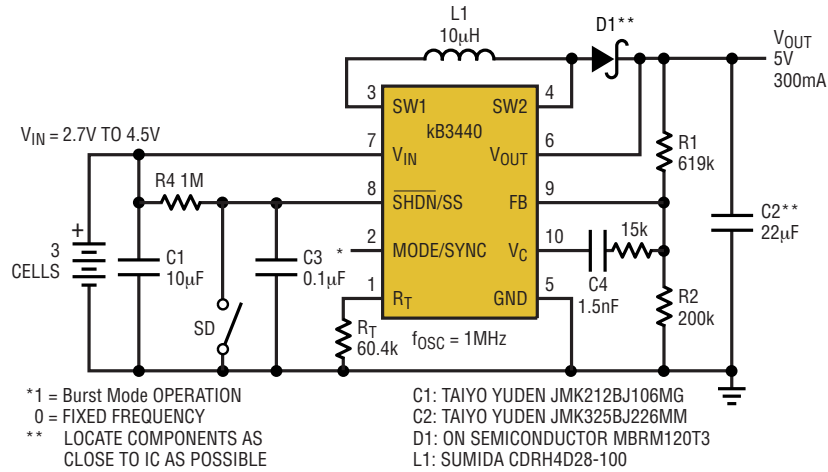 L1
10µH
D1**
VOUT
5V
300mA
3
SW1
SW2
4
kB3440
VIN = 2.7V TO 4.5V
7
VIN
VOUT
6
R1
619k
R4 1M
8
SHDN/SS
FB
9
+
3
CELLS
C1
10µF
C3
0.1µF
*
2
MODE/SYNC
VC
10
15k
C4
1.5nF
C2**
22µF
1
RT
GND
5
R2
200k
SD
RT
60.4k
fOSC = 1MHz
*1 = Burst Mode OPERATION
0 = FIXED FREQUENCY
** LOCATE COMPONENTS AS
CLOSE TO IC AS POSSIBLE
C1: TAIYO YUDEN JMK212BJ106MG
C2: TAIYO YUDEN JMK325BJ226MM
D1: ON SEMICONDUCTOR MBRM120T3
L1: SUMIDA CDRH4D28-100